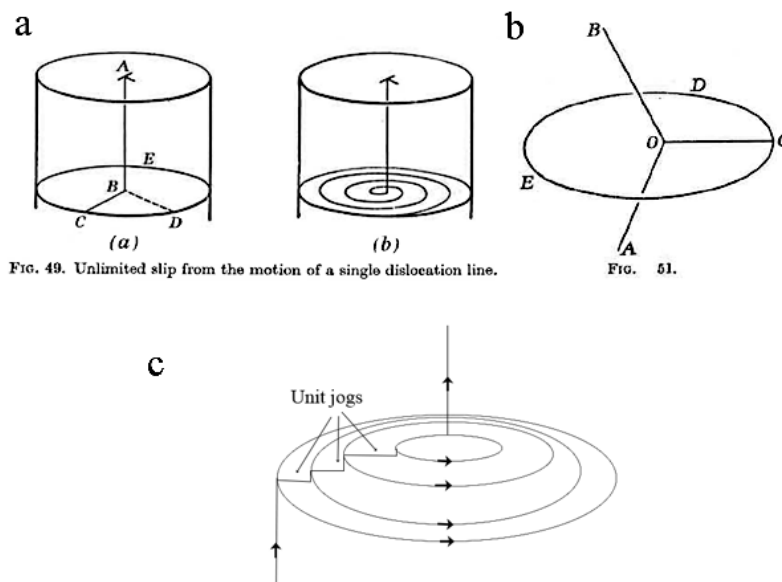 a
A
E
B
C
D
(a)
(b)
FIG. 49. Unlimited slip from the motion of a single dislocation line.
b
B
D
O
C
E
A
FIG. 51.
c
Unit jogs